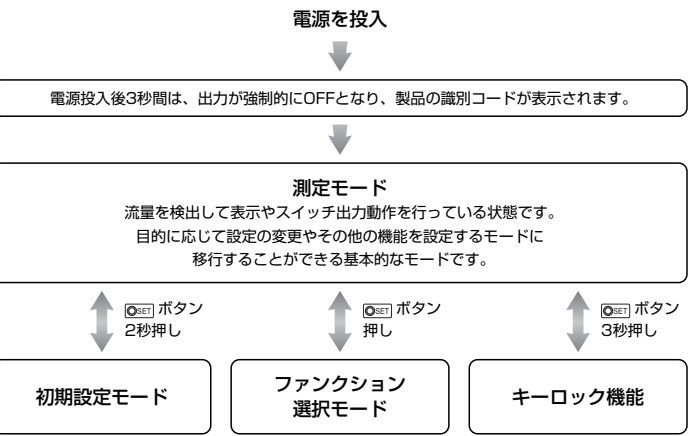 電源を投入
電源投入後3秒間は、出力が強制的にOFFとなり、製品の識別コードが表示されます。
測定モード
流量を検出して表示やスイッチ出力動作を行っている状態です。
目的に応じて設定の変更やその他の機能を設定するモードに
移行することができる基本的なモードです。
SET ボタン
2秒押し
SET ボタン
押し
SET ボタン
3秒押し
初期設定モード
ファンクション
選択モード
キーロック機能